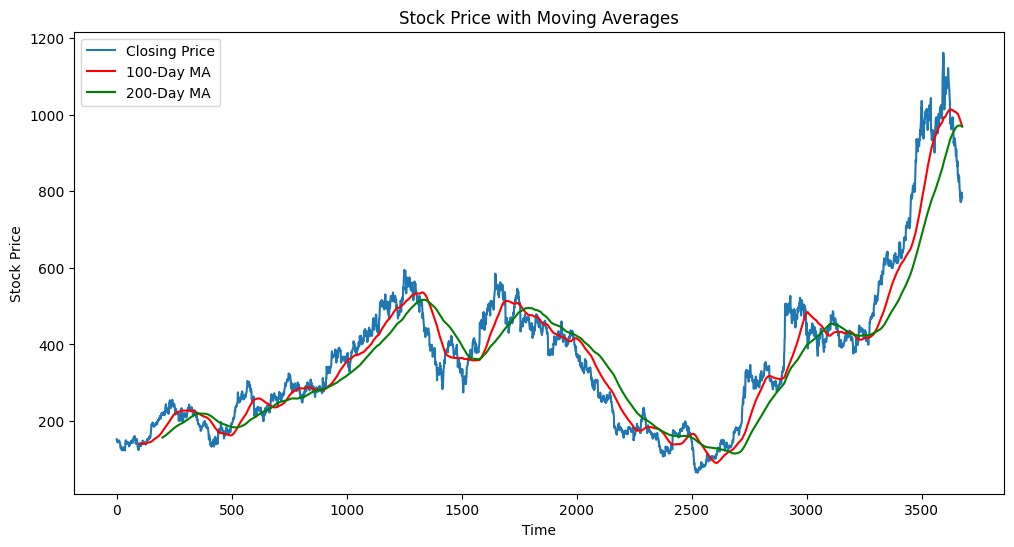 Stock Price with Moving Averages
Closing Price
100-Day MA
200-Day MA
Stock Price
1200
1000
800
600
400
200
0 500 1000 1500 2000 2500 3000 3500
Time